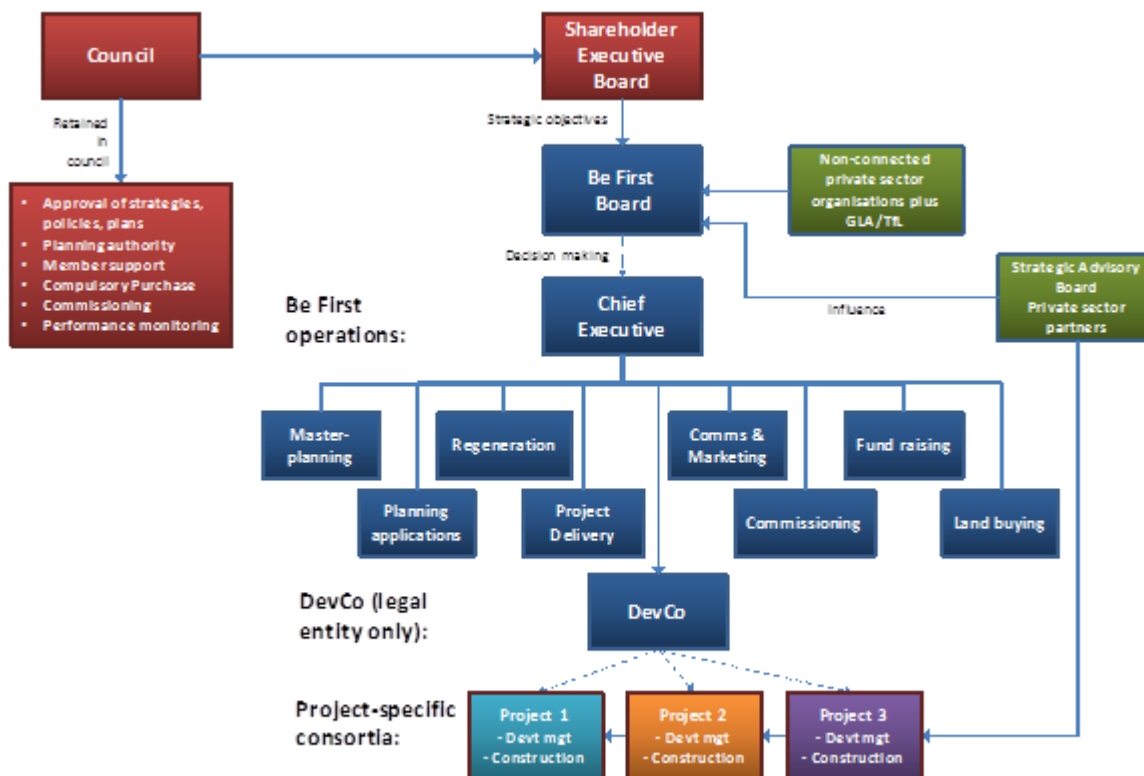 Council
Shareholder
Executive
Board
Retained
in
council
Strategic objectives
• Approval of strategies,
policies, plans
• Planning authority
• Member support
• Compulsory Purchase
• Commissioning
• Performance monitoring
Be First
Board
Non-connected
private sector
organisations plus
GLA/TfL
Decision making
Strategic Advisory
Board
Private sector
partners
Influence
Be First
operations:
Chief
Executive
Master-
planning
Regeneration
Comms &
Marketing
Fund raising
Planning
applications
Project
Delivery
Commissioning
Land buying
DevCo (legal
entity only):
DevCo
Project-specific
consortia:
Project 1
- Devt mgt
- Construction
Project 2
- Devt mgt
- Construction
Project 3
- Devt mgt
- Construction